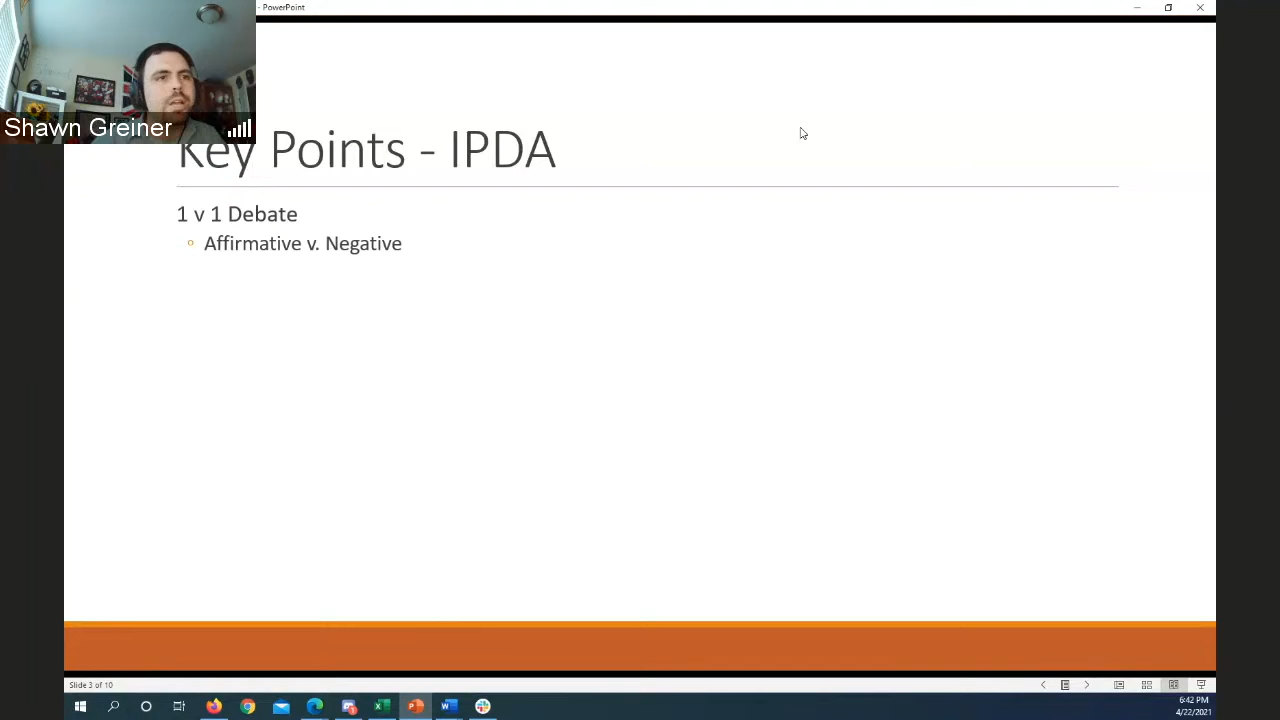 - PowerPoint
Shawn Greiner
Key Points - IPDA
1 v 1 Debate
Affirmative v. Negative
Slide 3 of 10
6:42 PM
4/22/2021